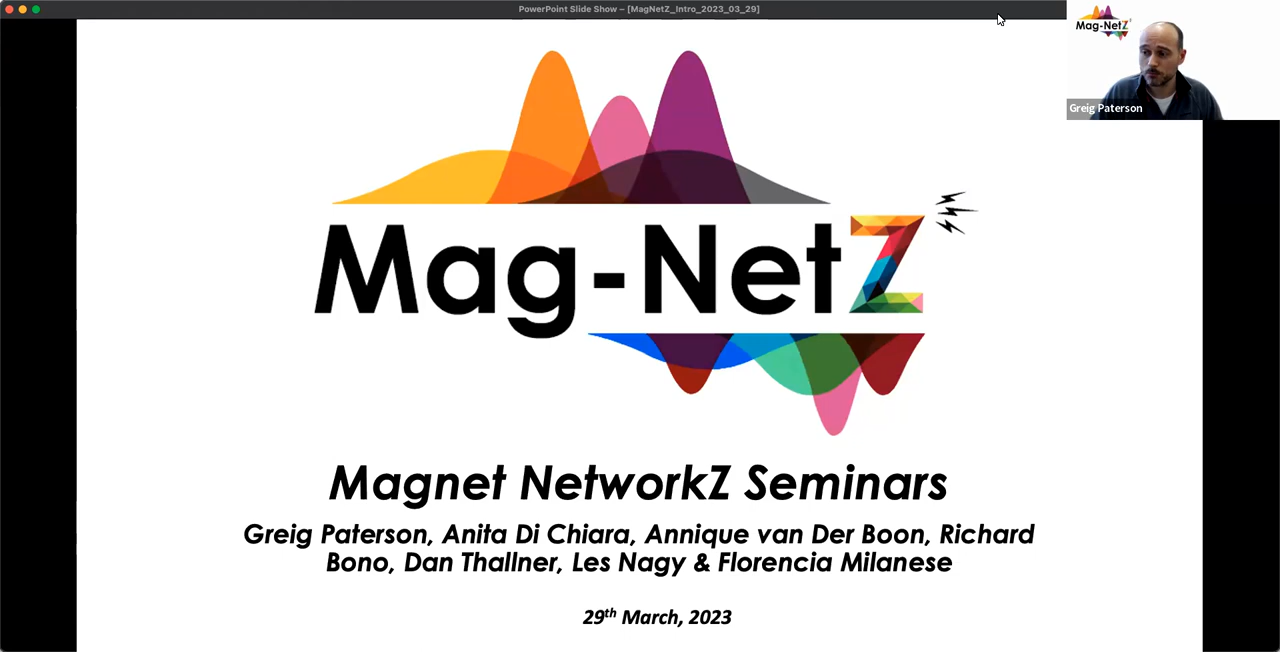 PowerPoint Slide Show – [MagNetZ_Intro_2023_03_29]
Mag-NetZ
Greig Paterson
Mag-NetZ
Magnet NetworkZ Seminars
Greig Paterson, Anita Di Chiara, Annique van Der Boon, Richard
Bono, Dan Thallner, Les Nagy & Florencia Milanese
29th March, 2023